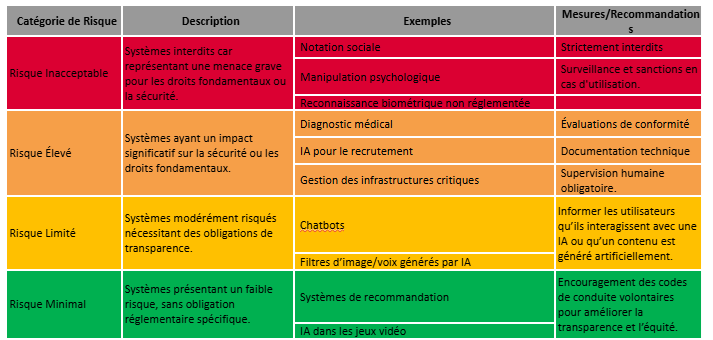 Catégorie de Risque
Description
Exemples
Mesures/Recommandation
s
Risque Inacceptable
Systèmes interdits car
représentant une menace grave
pour les droits fondamentaux ou
la sécurité.
Notation sociale
Strictement interdits
Manipulation psychologique
Surveillance et sanctions en
cas d'utilisation.
Reconnaissance biométrique non réglementée
Risque Élevé
Systèmes ayant un impact
significatif sur la sécurité ou les
droits fondamentaux.
Diagnostic médical
Évaluations de conformité
IA pour le recrutement
Documentation technique
Gestion des infrastructures critiques
Supervision humaine
obligatoire.
Risque Limité
Systèmes modérément risqués
nécessitant des obligations de
transparence.
Chatbots
Filtres d'image/voix générés par IA
Informer les utilisateurs
qu'ils interagissent avec une
IA ou qu'un contenu est
généré artificiellement.
Risque Minimal
Systèmes présentant un faible
risque, sans obligation
réglementaire spécifique.
Systèmes de recommandation
IA dans les jeux vidéo
Encouragement des codes
de conduite volontaires
pour améliorer la
transparence et l'équité.